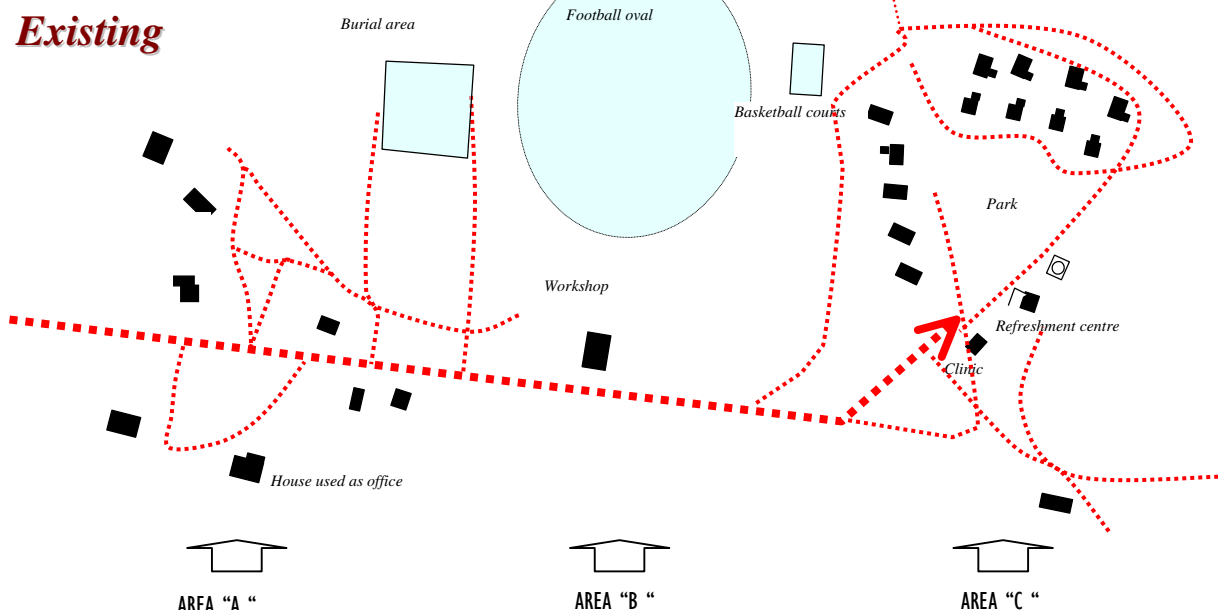 Existing
Burial area
Football oval
Basketball courts
Park
Workshop
Refreshment centre
Clinic
House used as office
AREA “A “
AREA “B “
AREA “C “